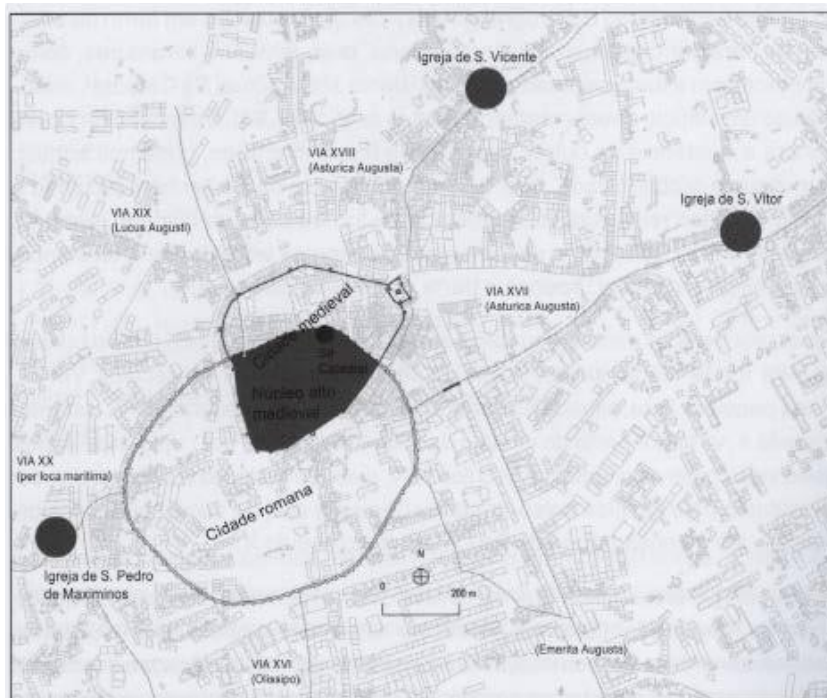 Igreja de S. Vicente
VIA XVIII
(Asturica Augusta)
Igreja de S. Vitor
VIA XIX
(Lucus Augusti)
VIA XVII
(Asturica Augusta)
Cidade medieval
Sé
Catedral
Núcleo alto
medieval
VIA XX
(per loca maritima)
Cidade romana
Igreja de S. Pedro
de Maximinos
N
0
200 m
(Emerita Augusta)
VIA XVI
(Olissipo)